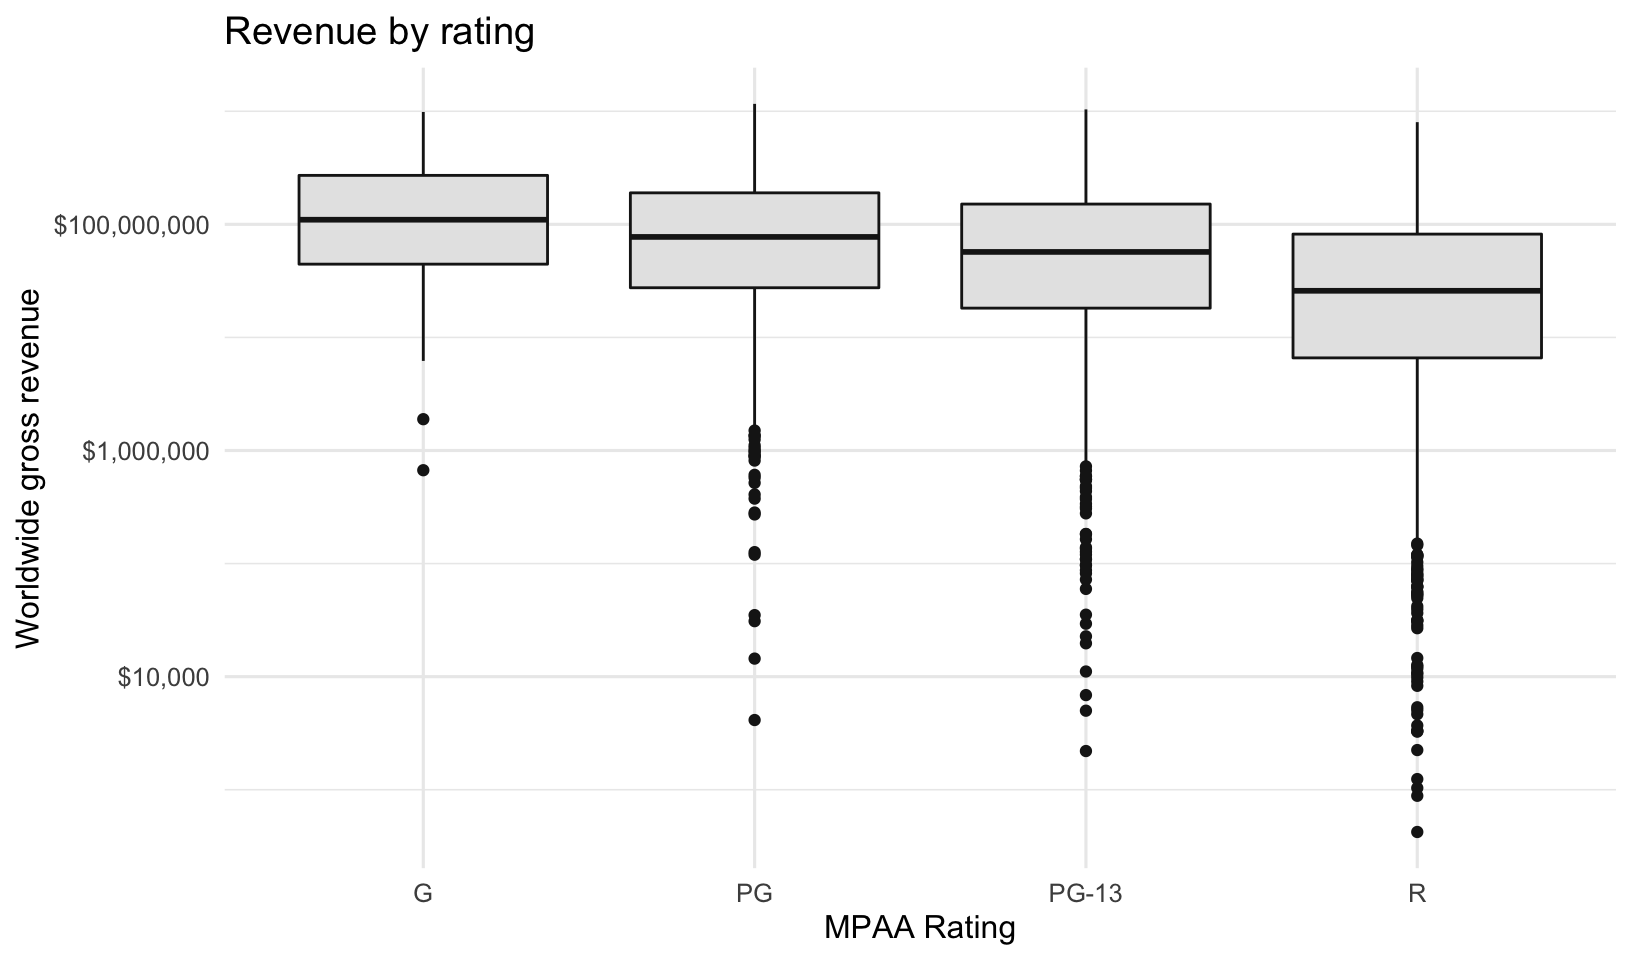 Revenue by rating
Worldwide gross revenue
$100,000,000
$1,000,000
$10,000
G
PG
PG-13
R
MPAA Rating